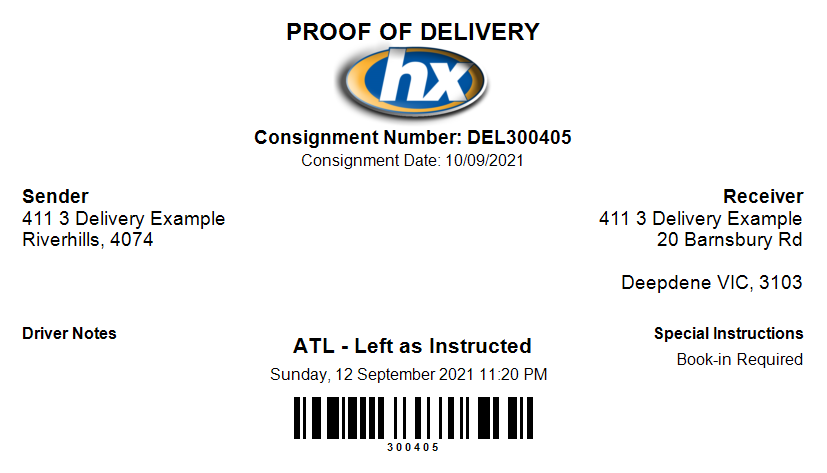 PROOF OF DELIVERY
hx
Consignment Number: DEL300405
Consignment Date: 10/09/2021
Sender
411 3 Delivery Example
Riverhills, 4074
Receiver
411 3 Delivery Example
20 Barnsbury Rd
Deepdene VIC, 3103
Driver Notes
ATL - Left as Instructed
Sunday, 12 September 2021 11:20 PM
300405
Special Instructions
Book-in Required